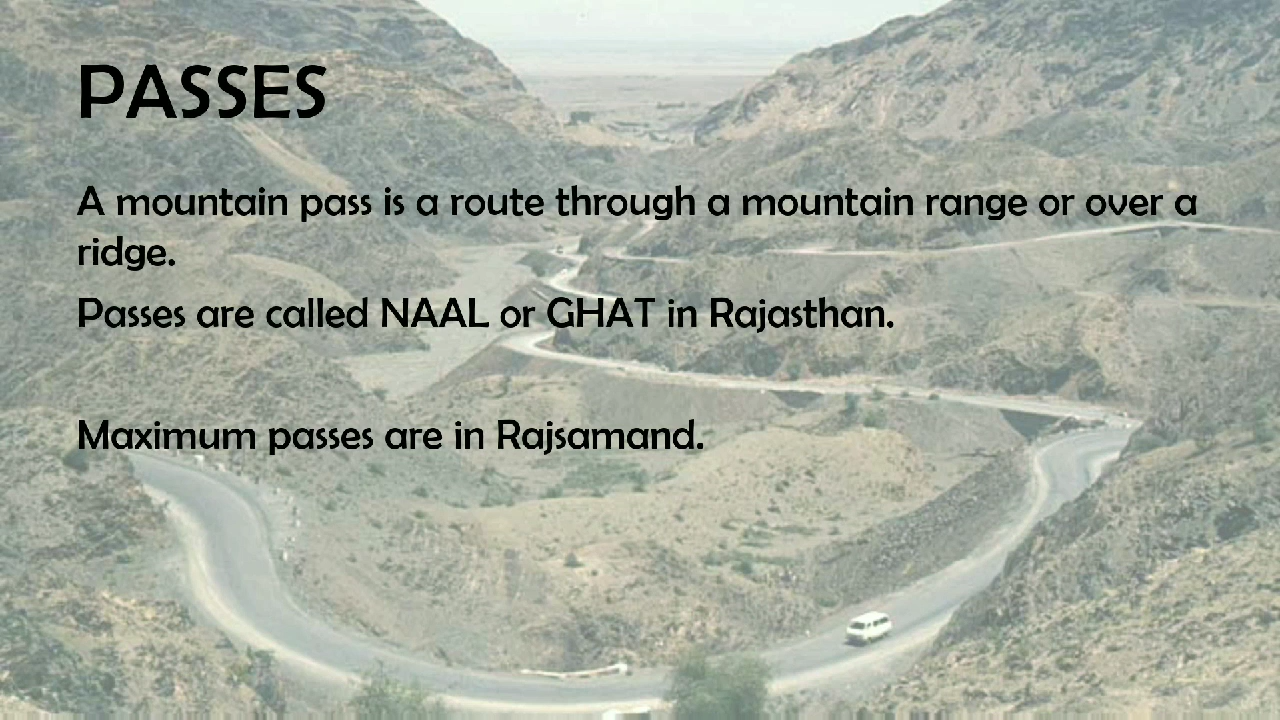 PASSES
A mountain pass is a route through a mountain range or over a
ridge.
Passes are called NAAL or GHAT in Rajasthan.
Maximum passes are in Rajsamand.